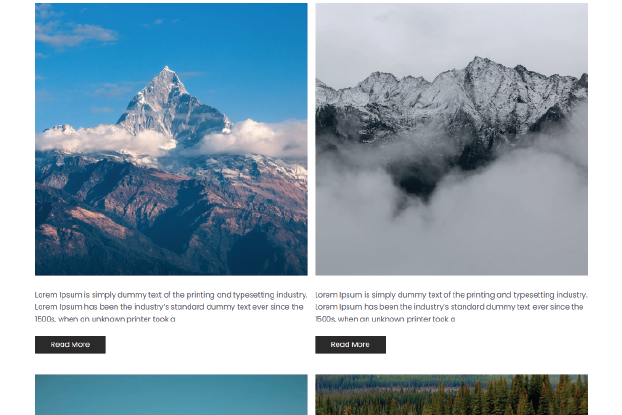 Lorem Ipsum is simply dummy text of the printing and typesetting industry.
Lorem Ipsum has been the industry's standard dummy text ever since the
1500s, when an unknown printer took a
Read More
Lorem Ipsum is simply dummy text of the printing and typesetting industry.
Lorem Ipsum has been the industry's standard dummy text ever since the
1500s, when an unknown printer took a
Read More